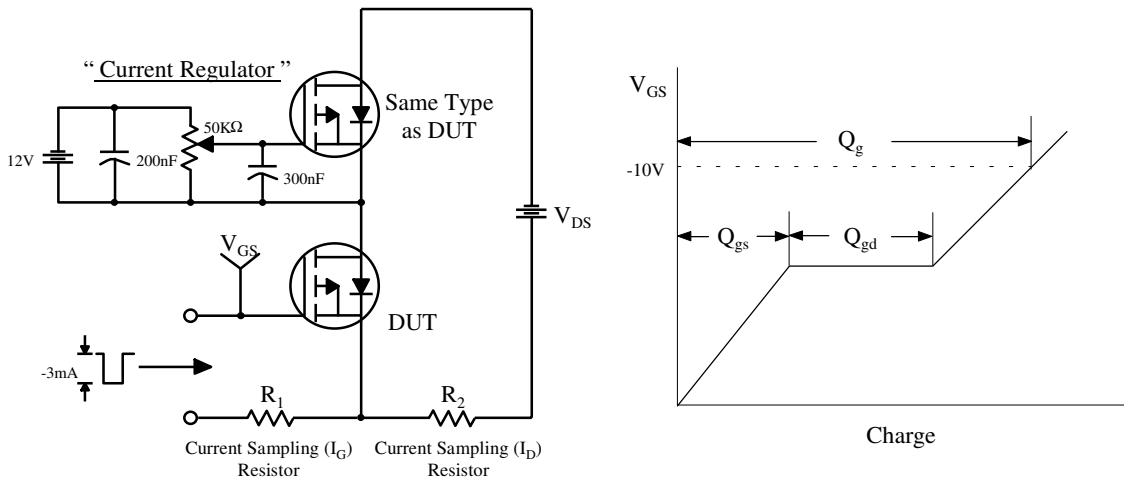 “ Current Regulator ”
Same Type
as DUT
50KΩ
12V
200nF
300nF
V_DS
V_GS
DUT
-3mA
R_1
R_2
Current Sampling (I_G)
Resistor
Current Sampling (I_D)
Resistor
V_GS
Q_g
-10V
Q_gs
Q_gd
Charge